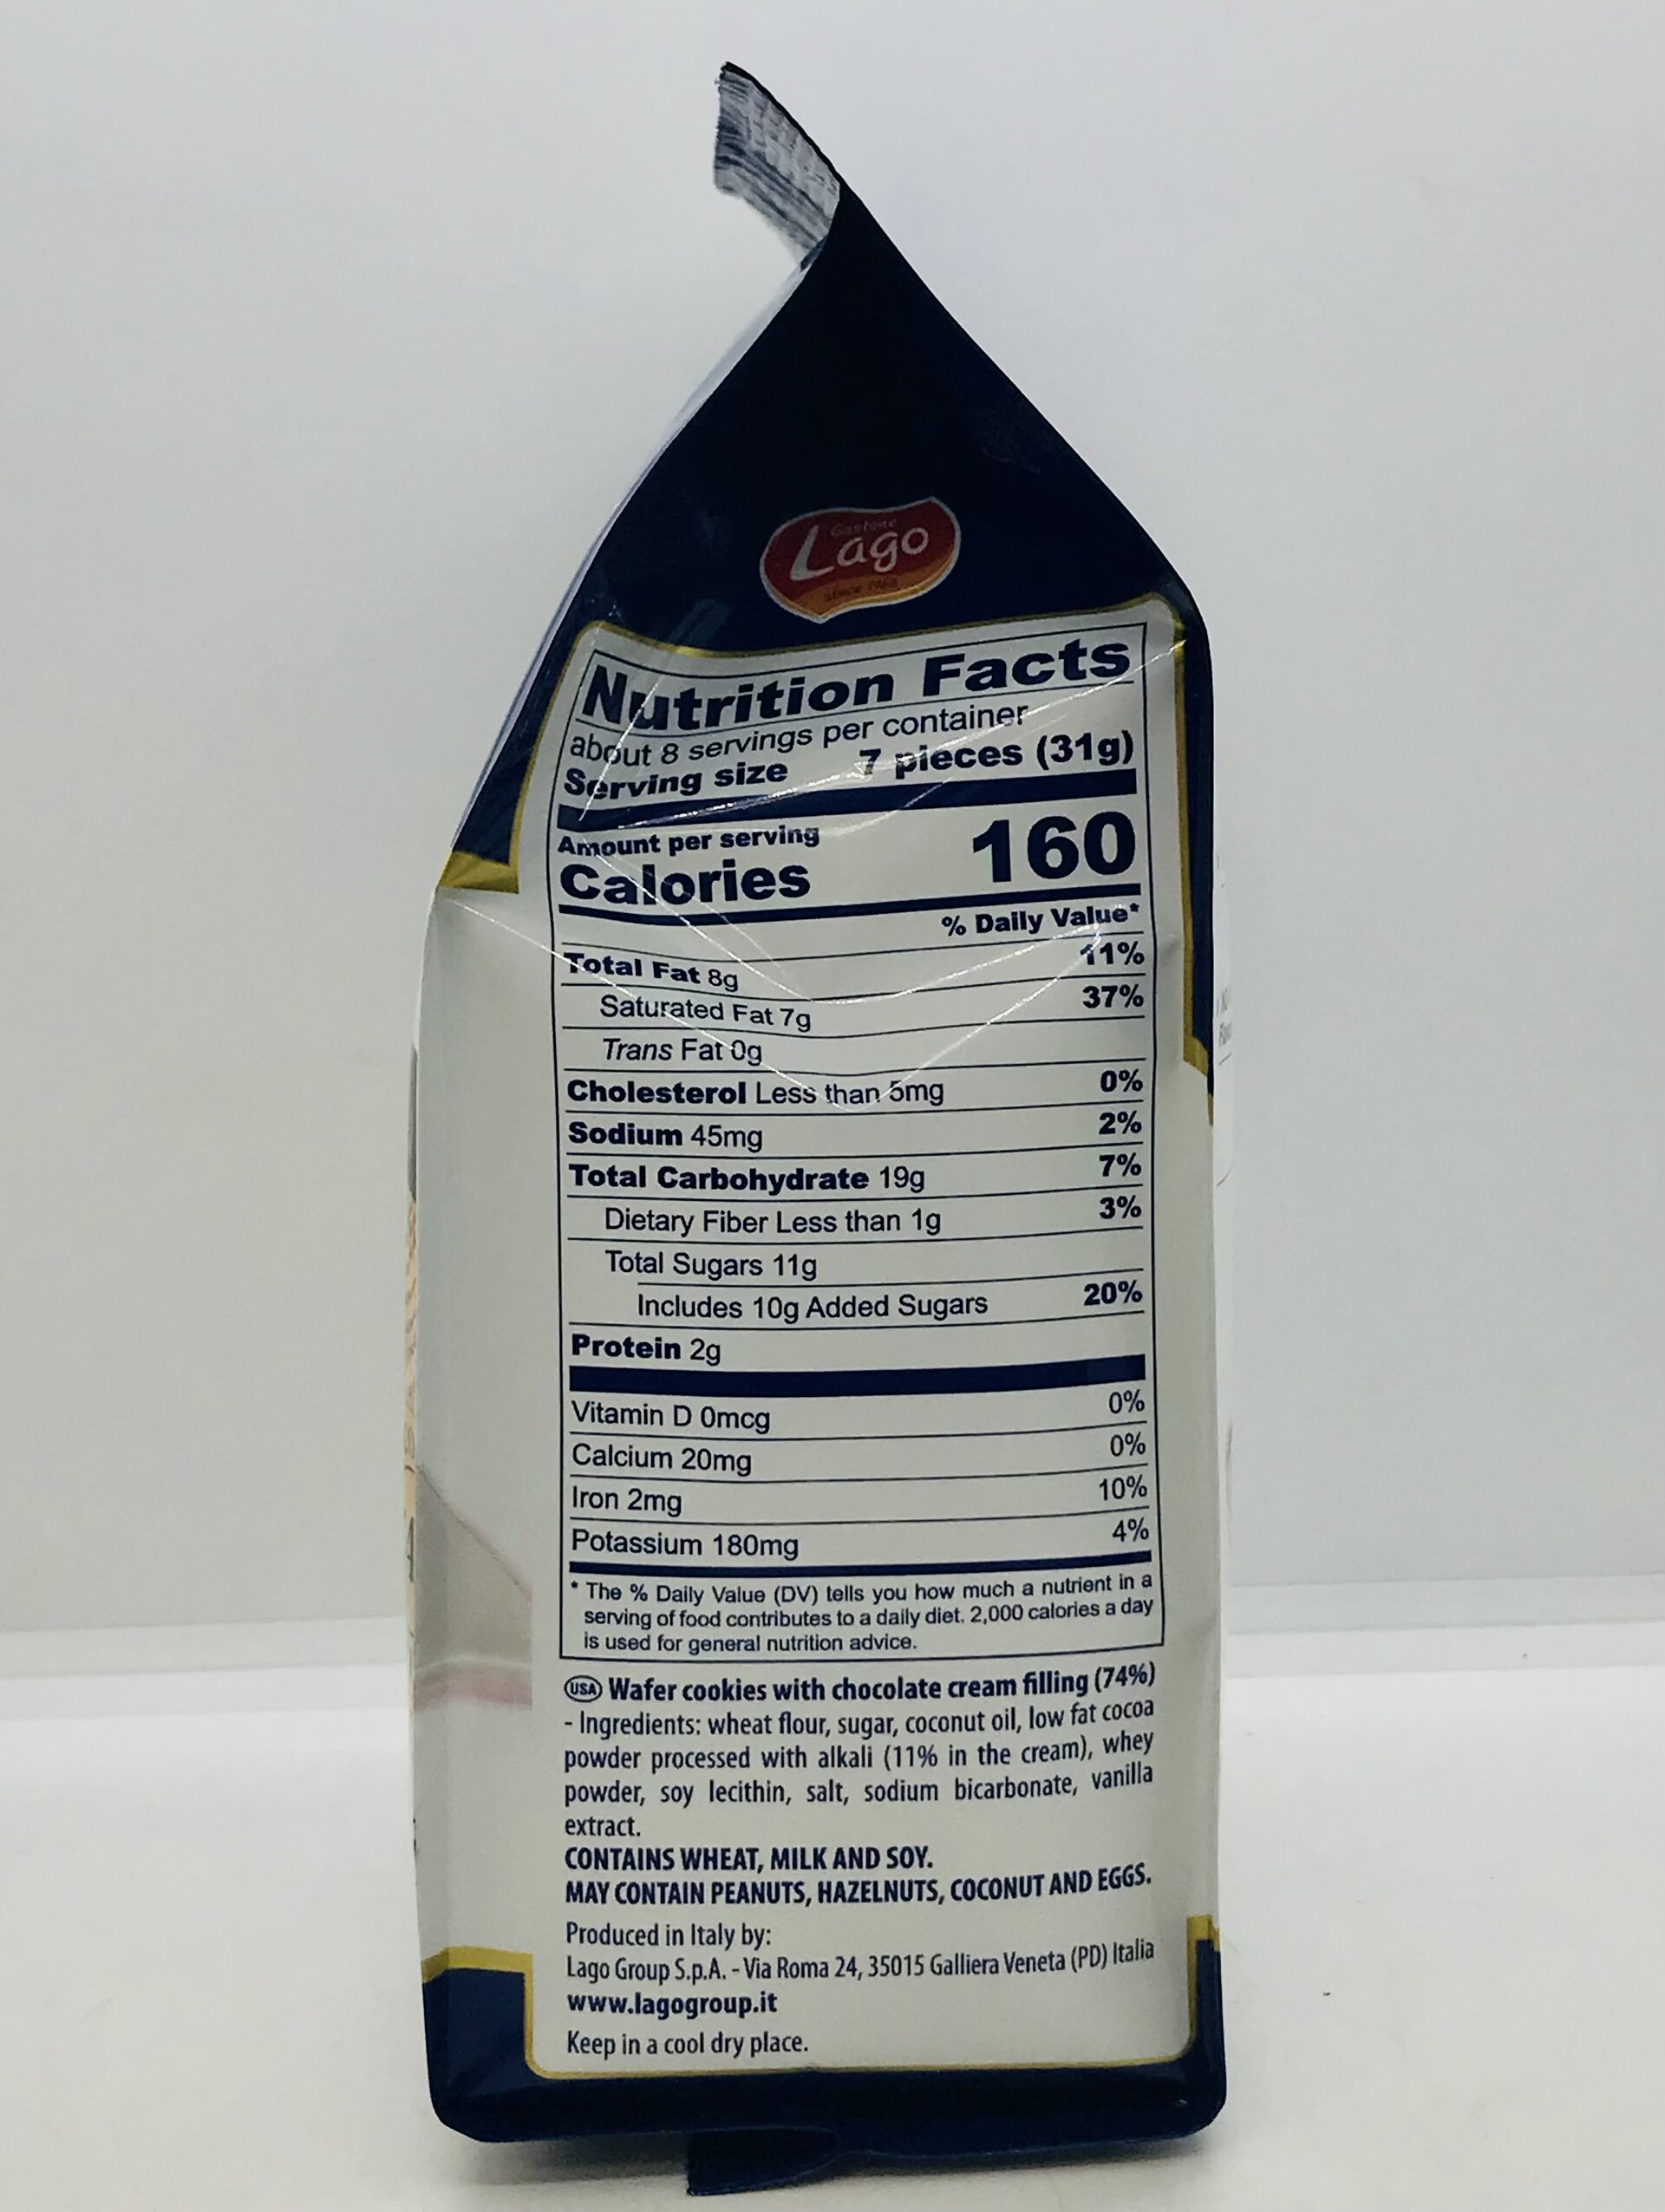 Gastone
Lago
SINCE 1968
Nutrition Facts
about 8 servings per container
Serving size 7 pieces (31g)
Amount per serving
Calories 160
% Daily Value*
Total Fat 8g 11%
Saturated Fat 7g 37%
Trans Fat 0g
Cholesterol Less than 5mg 0%
Sodium 45mg 2%
Total Carbohydrate 19g 7%
Dietary Fiber Less than 1g 3%
Total Sugars 11g
Includes 10g Added Sugars 20%
Protein 2g
Vitamin D 0mcg 0%
Calcium 20mg 0%
Iron 2mg 10%
Potassium 180mg 4%
* The % Daily Value (DV) tells you how much a nutrient in a
serving of food contributes to a daily diet. 2,000 calories a day
is used for general nutrition advice.
USA Wafer cookies with chocolate cream filling (74%)
- Ingredients: wheat flour, sugar, coconut oil, low fat cocoa
powder processed with alkali (11% in the cream), whey
powder, soy lecithin, salt, sodium bicarbonate, vanilla
extract.
CONTAINS WHEAT, MILK AND SOY.
MAY CONTAIN PEANUTS, HAZELNUTS, COCONUT AND EGGS.
Produced in Italy by:
Lago Group S.p.A. - Via Roma 24, 35015 Galliera Veneta (PD) Italia
www.lagogroup.it
Keep in a cool dry place.